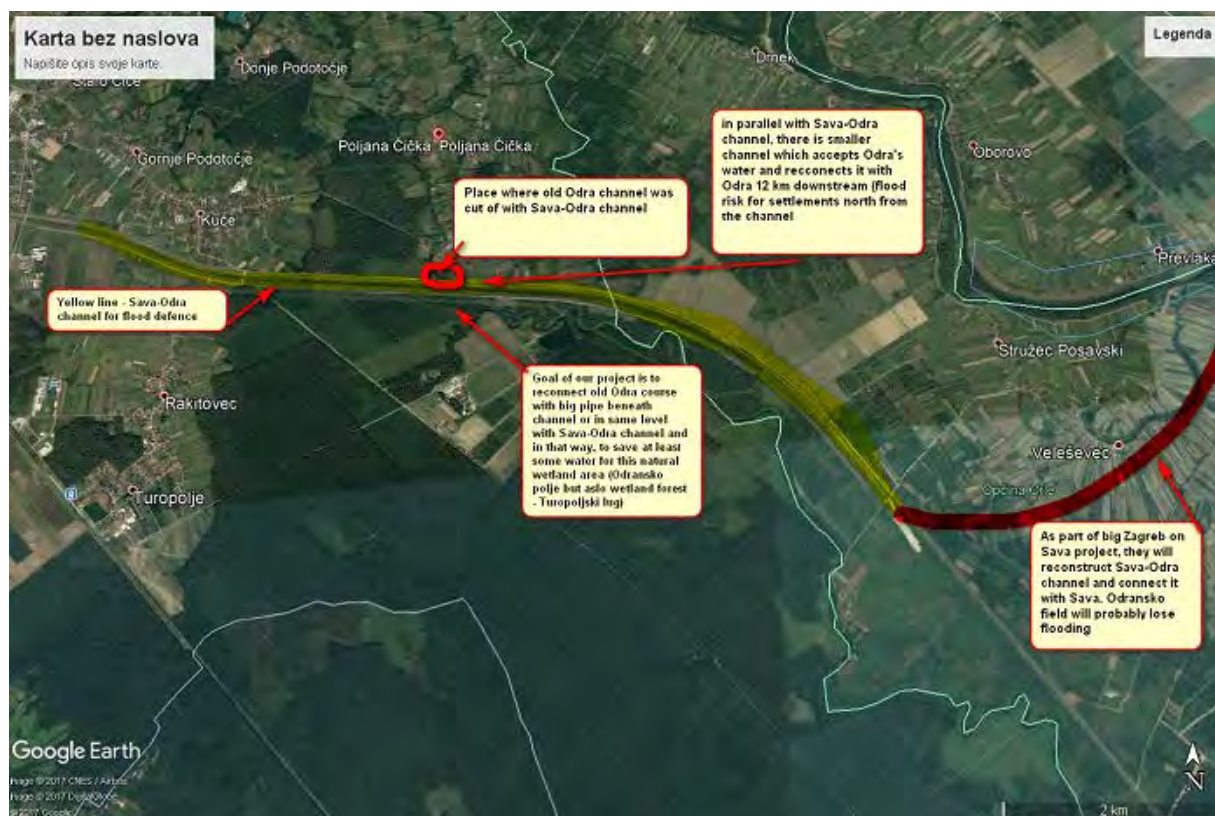 Karta bez naslova
Napišite opis svoje karte.
Legenda
Staro Čiče
Donje Podotočje
Drnek
Gornje Podotočje
Poljana Čička
Poljana Čička
Oborovo
Kuče
Prevlaka
in parallel with Sava-Odra
channel, there is smaller
channel which accepts Odra's
water and recconects it with
Odra 12 km downstream (flood
risk for settlements north from
the channel
Place where old Odra channel was
cut of with Sava-Odra channel
Yellow line - Sava-Odra
channel for flood defence
Stružec Posavski
Goal of our project is to
reconnect old Odra course
with big pipe beneath
channel or in same level
with Sava-Odra channel and
in that way, to save at least
some water for this natural
wetland area (Odransko
polje but aslo wetland forest
- Turopoljski lug)
Rakitovec
Turopolje
Veleševec
Općina Orle
As part of big Zagreb on
Sava project, they will
reconstruct Sava-Odra
channel and connect it
with Sava. Odransko
field will probably lose
flooding
Google Earth
Image © 2017 CNES / Airbus
Image © 2017 DigitalGlobe
© 2017 Google
N
2 km